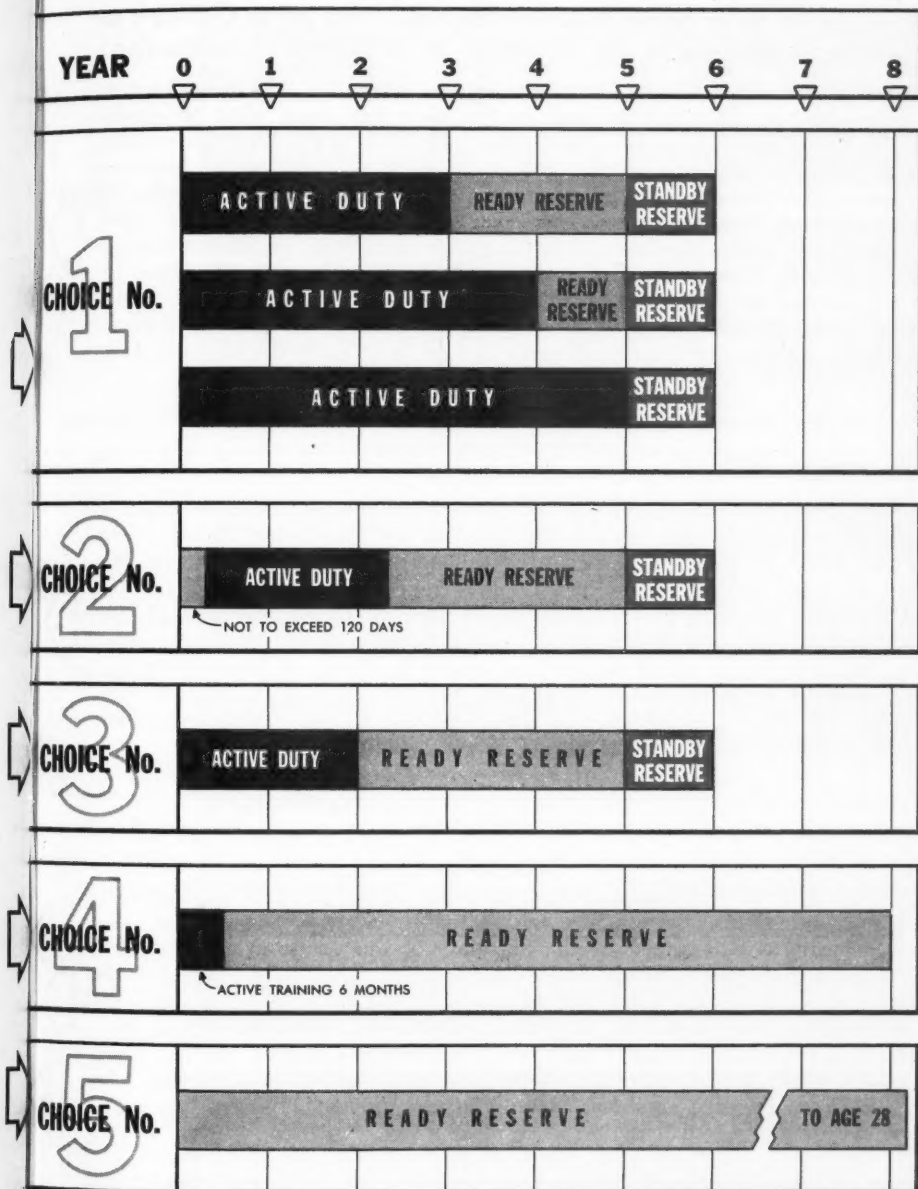 YEAR 0 1 2 3 4 5 6 7 8
CHOICE No. 1
ACTIVE DUTY READY RESERVE STANDBY RESERVE
ACTIVE DUTY READY RESERVE STANDBY RESERVE
ACTIVE DUTY STANDBY RESERVE
CHOICE No. 2
ACTIVE DUTY READY RESERVE STANDBY RESERVE
NOT TO EXCEED 120 DAYS
CHOICE No. 3
ACTIVE DUTY READY RESERVE STANDBY RESERVE
CHOICE No. 4
READY RESERVE
ACTIVE TRAINING 6 MONTHS
CHOICE No. 5
READY RESERVE TO AGE 28